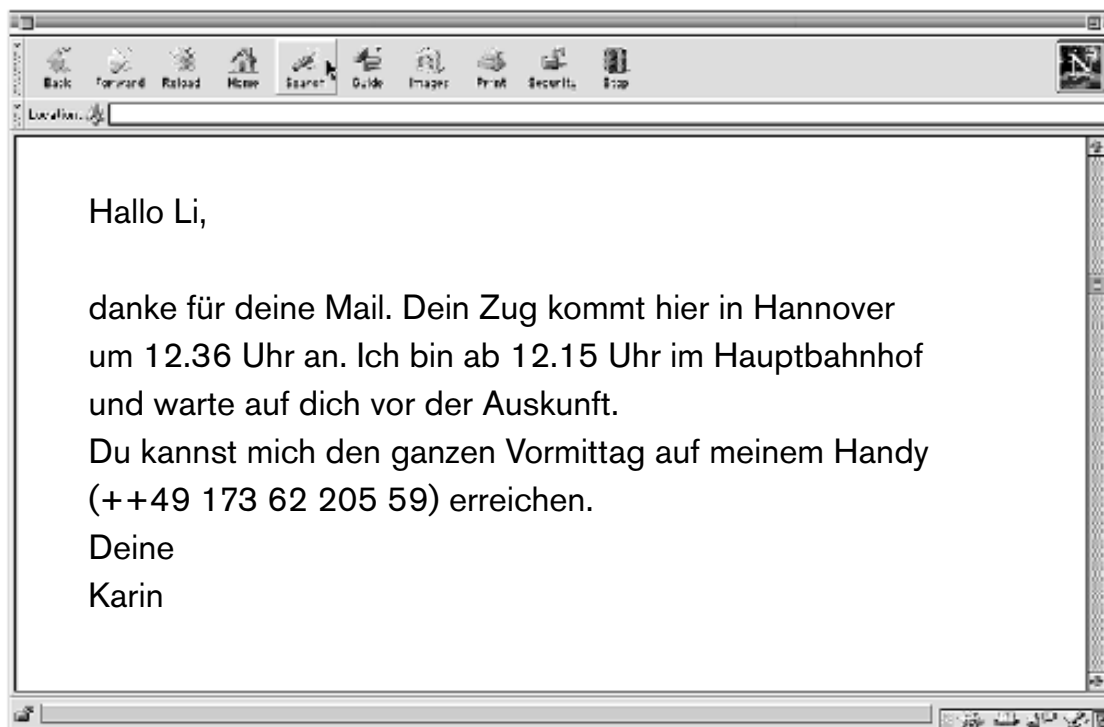 Back Forward Reload Home Search Guide Images Print Security Stop
Location:
Hallo Li,
danke für deine Mail. Dein Zug kommt hier in Hannover
um 12.36 Uhr an. Ich bin ab 12.15 Uhr im Hauptbahnhof
und warte auf dich vor der Auskunft.
Du kannst mich den ganzen Vormittag auf meinem Handy
(++49 173 62 205 59) erreichen.
Deine
Karin